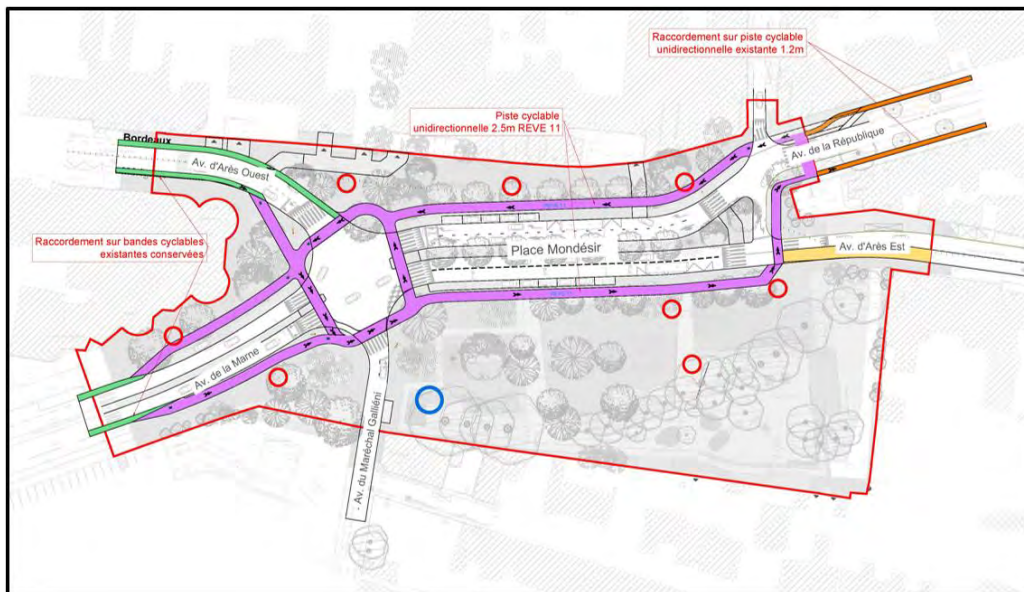 Raccordement sur piste cyclable
unidirectionnelle existante 1.2m
Piste cyclable
unidirectionnelle 2.5m REVE 11
Bordeaux
Av. d'Arès Ouest
Av. de la République
Raccordement sur bandes cyclables
existantes conservées
Place Mondésir
Av. d'Arès Est
Av. de la Marne
Av. du Maréchal Galliéni